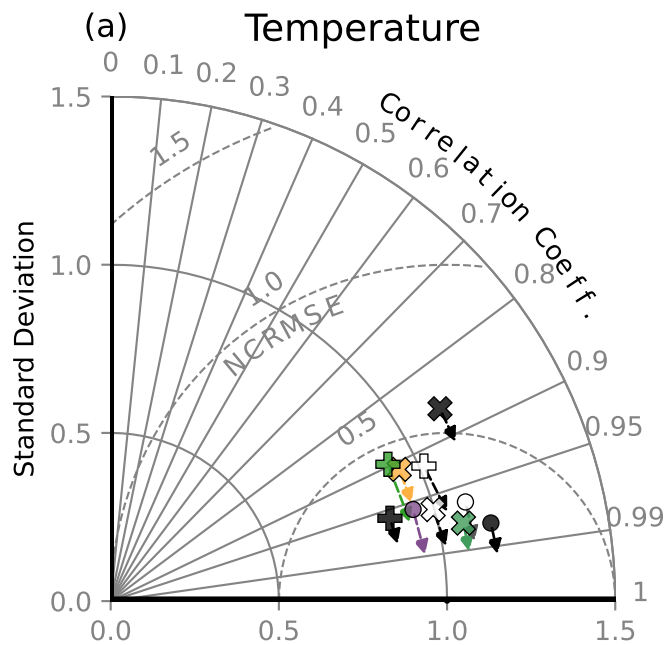 (a) Temperature
0 0.1 0.2 0.3 0.4 0.5 0.6 0.7 0.8 0.9 0.95 0.99 1
Correlation Coeff.
1.5
1.0
0.5
0.0
Standard Deviation
1.5
1.0
NCRMSE
0.5
0.0 0.5 1.0 1.5